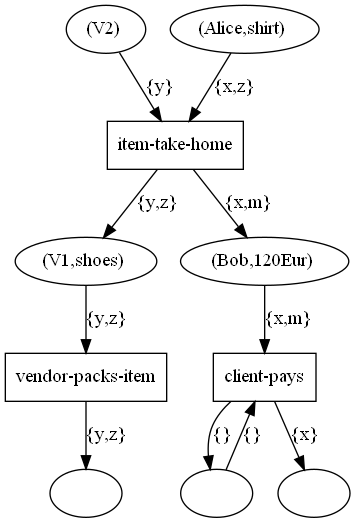 (V2)
(Alice,shirt)
{y}
{x,z}
item-take-home
{y,z}
{x,m}
(V1,shoes)
(Bob,120Eur)
{y,z}
{x,m}
vendor-packs-item
client-pays
{y,z}
{}
{}
{x}